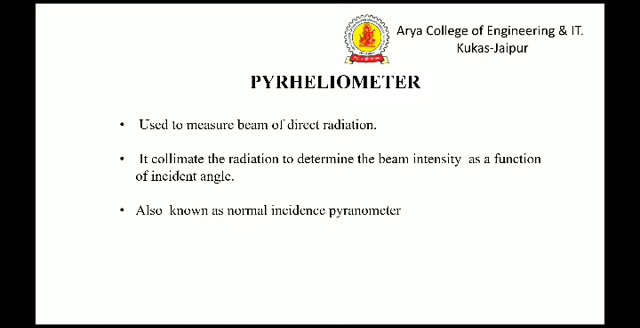 Arya College of Engineering & IT.
Kukas-Jaipur
PYRHELIOMETER
• Used to measure beam of direct radiation.
• It collimate the radiation to determine the beam intensity as a function
of incident angle.
• Also known as normal incidence pyranometer